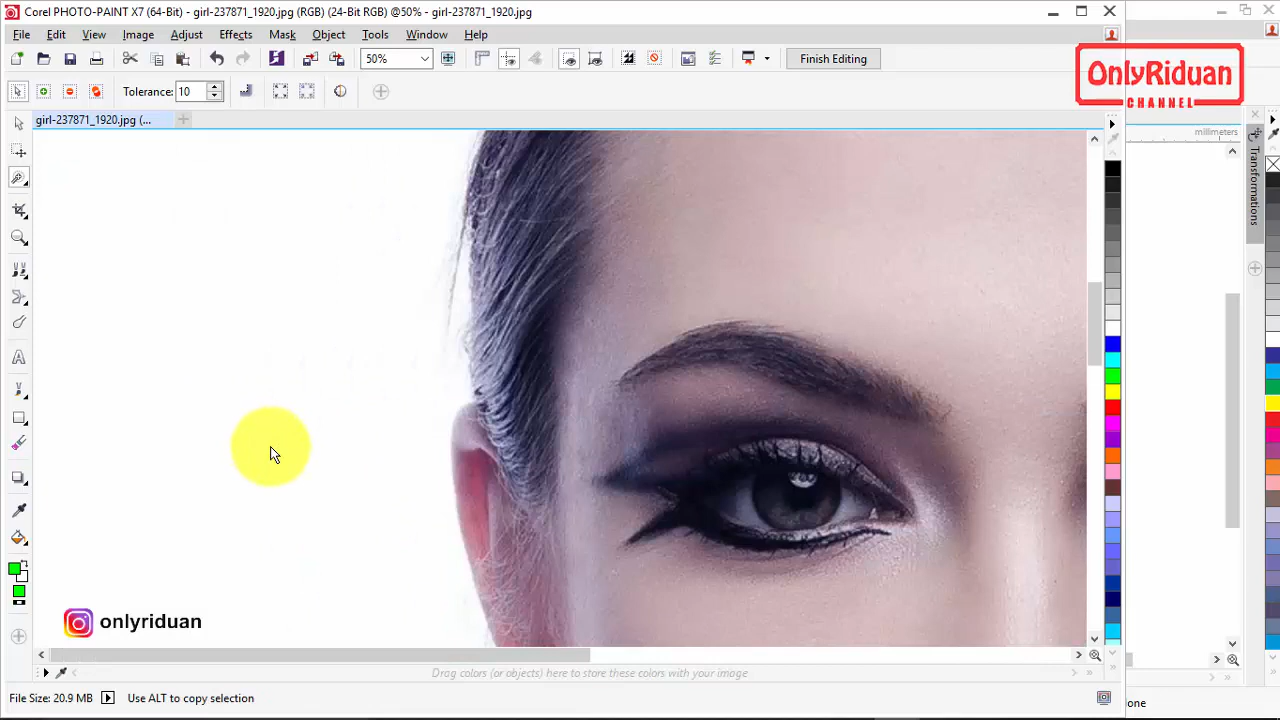 Corel PHOTO-PAINT X7 (64-Bit) - girl-237871_1920.jpg (RGB) (24-Bit RGB) @50% - girl-237871_1920.jpg
File Edit View Image Adjust Effects Mask Object Tools Window Help
50% Finish Editing
OnlyRiduan
CHANNEL
Tolerance: 10
girl-237871_1920.jpg (...
millimeters
Transformations
onlyriduan
Drag colors (or objects) here to store these colors with your image
File Size: 20.9 MB Use ALT to copy selection
one